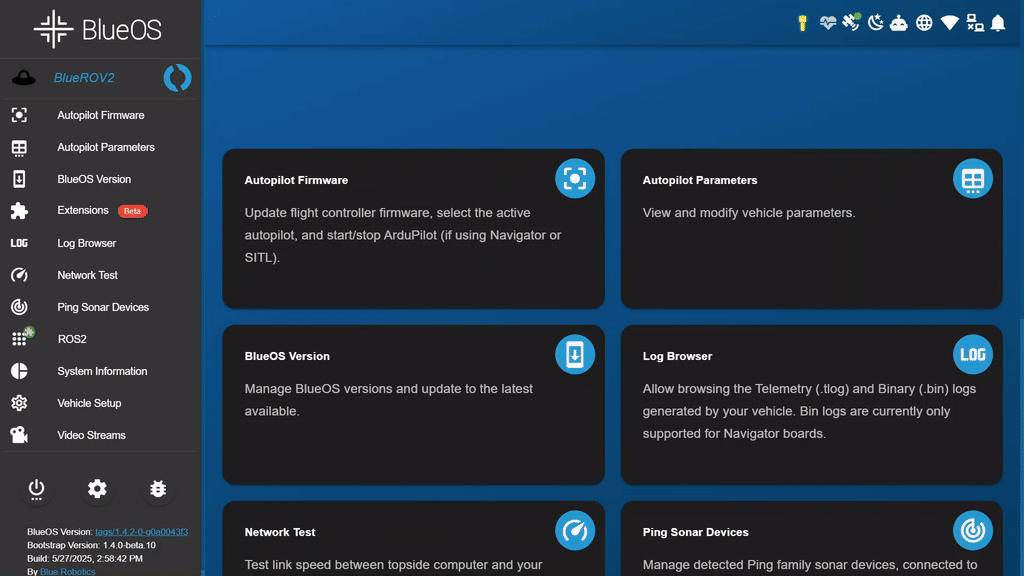 BlueOS
BlueROV2
Autopilot Firmware
Autopilot Parameters
BlueOS Version
Extensions Beta
LOG Log Browser
Network Test
Ping Sonar Devices
ROS2
System Information
Vehicle Setup
Video Streams
BlueOS Version: tags/1.4.2-0-g0a0043f3
Bootstrap Version: 1.4.0-beta.10
Build: 5/27/2025, 2:58:42 PM
By Blue Robotics
Autopilot Firmware
Update flight controller firmware, select the active
autopilot, and start/stop ArduPilot (if using Navigator or
SITL).
Autopilot Parameters
View and modify vehicle parameters.
BlueOS Version
Manage BlueOS versions and update to the latest
available.
Log Browser
LOG
Allow browsing the Telemetry (.tlog) and Binary (.bin) logs
generated by your vehicle. Bin logs are currently only
supported for Navigator boards.
Network Test
Test link speed between topside computer and your
Ping Sonar Devices
Manage detected Ping family sonar devices, connected to